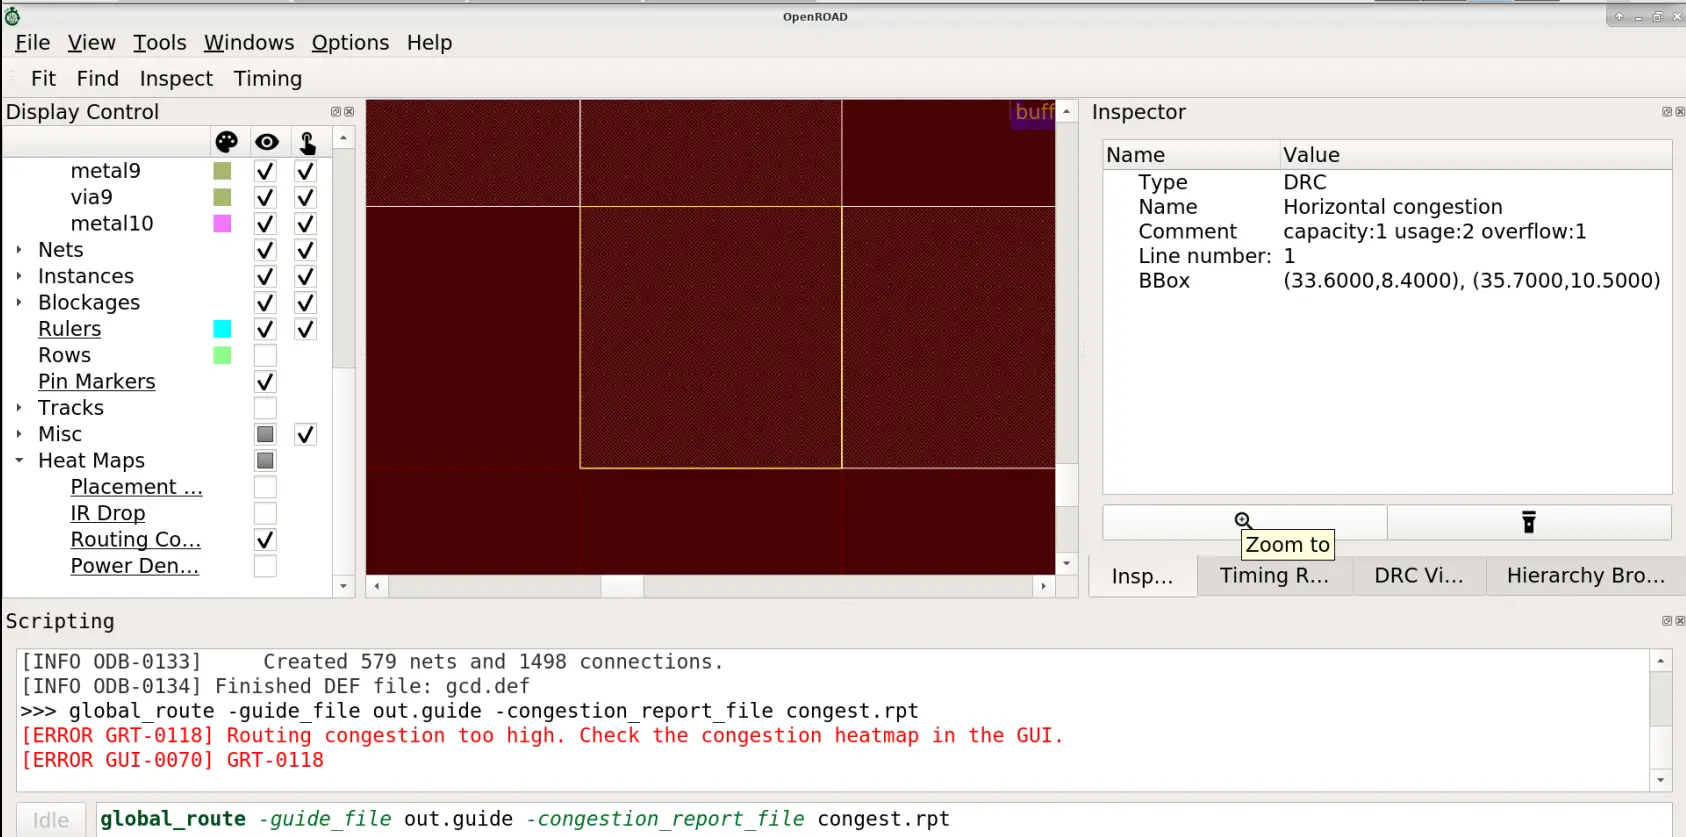 OpenROAD
File View Tools Windows Options Help
Fit Find Inspect Timing
Display Control
metal9
via9
metal10
Nets
Instances
Blockages
Rulers
Rows
Pin Markers
Tracks
Misc
Heat Maps
Placement ...
IR Drop
Routing Co...
Power Den...
buff
Inspector
Name Value
Type DRC
Name Horizontal congestion
Comment capacity:1 usage:2 overflow:1
Line number: 1
BBox (33.6000,8.4000), (35.7000,10.5000)
Zoom to
Insp... Timing R... DRC Vi... Hierarchy Bro...
Scripting
[INFO ODB-0133] Created 579 nets and 1498 connections.
[INFO ODB-0134] Finished DEF file: gcd.def
>>> global_route -guide_file out.guide -congestion_report_file congest.rpt
[ERROR GRT-0118] Routing congestion too high. Check the congestion heatmap in the GUI.
[ERROR GUI-0070] GRT-0118
Idle global_route -guide_file out.guide -congestion_report_file congest.rpt